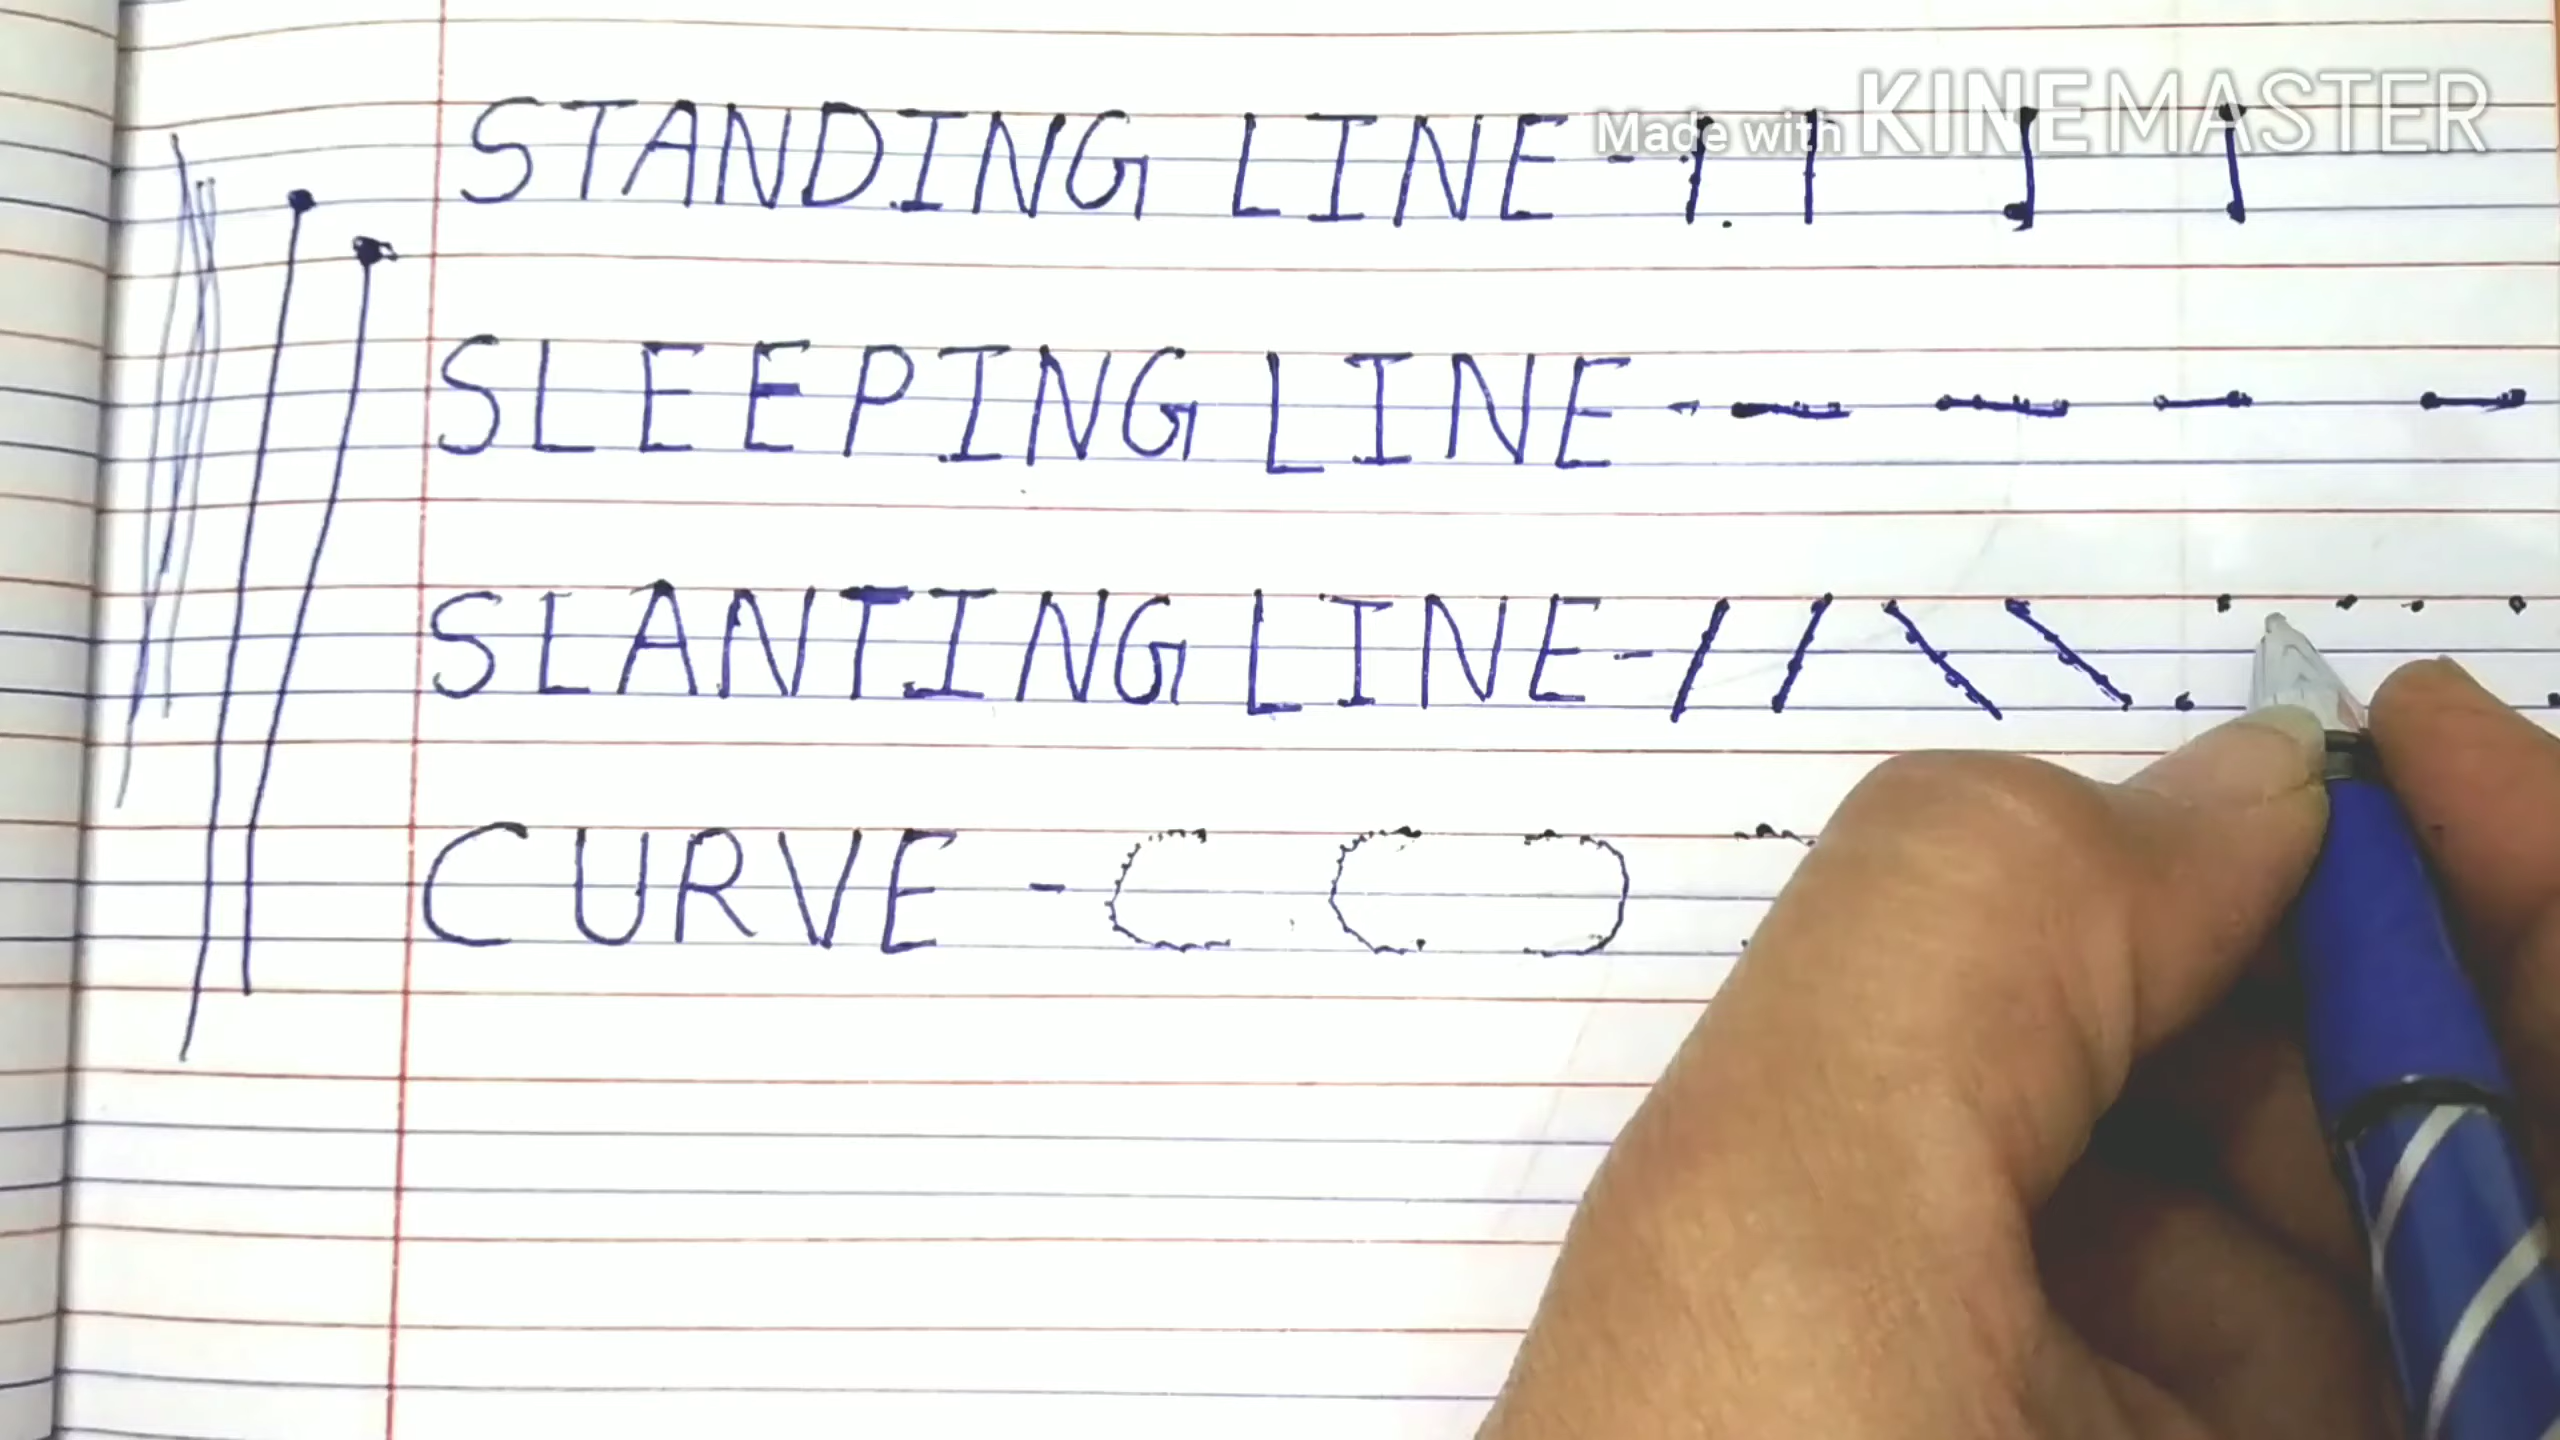 Made with KINEMASTER
STANDING LINE -
SLEEPING LINE -
SLANTING LINE -
CURVE -